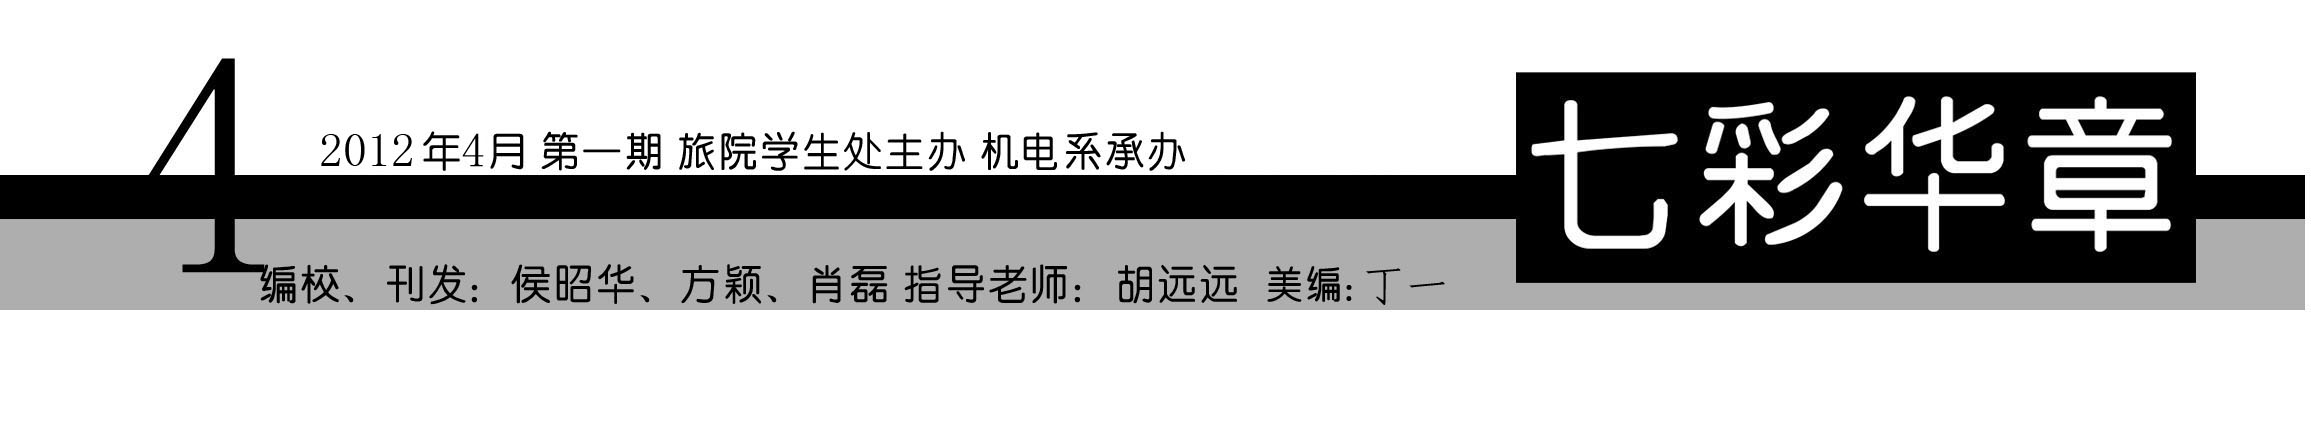 4
2012年4月 第一期 旅院学生处主办 机电系承办
七彩华章
编校、刊发：侯昭华、方颖、肖磊 指导老师：胡远远 美编:丁一